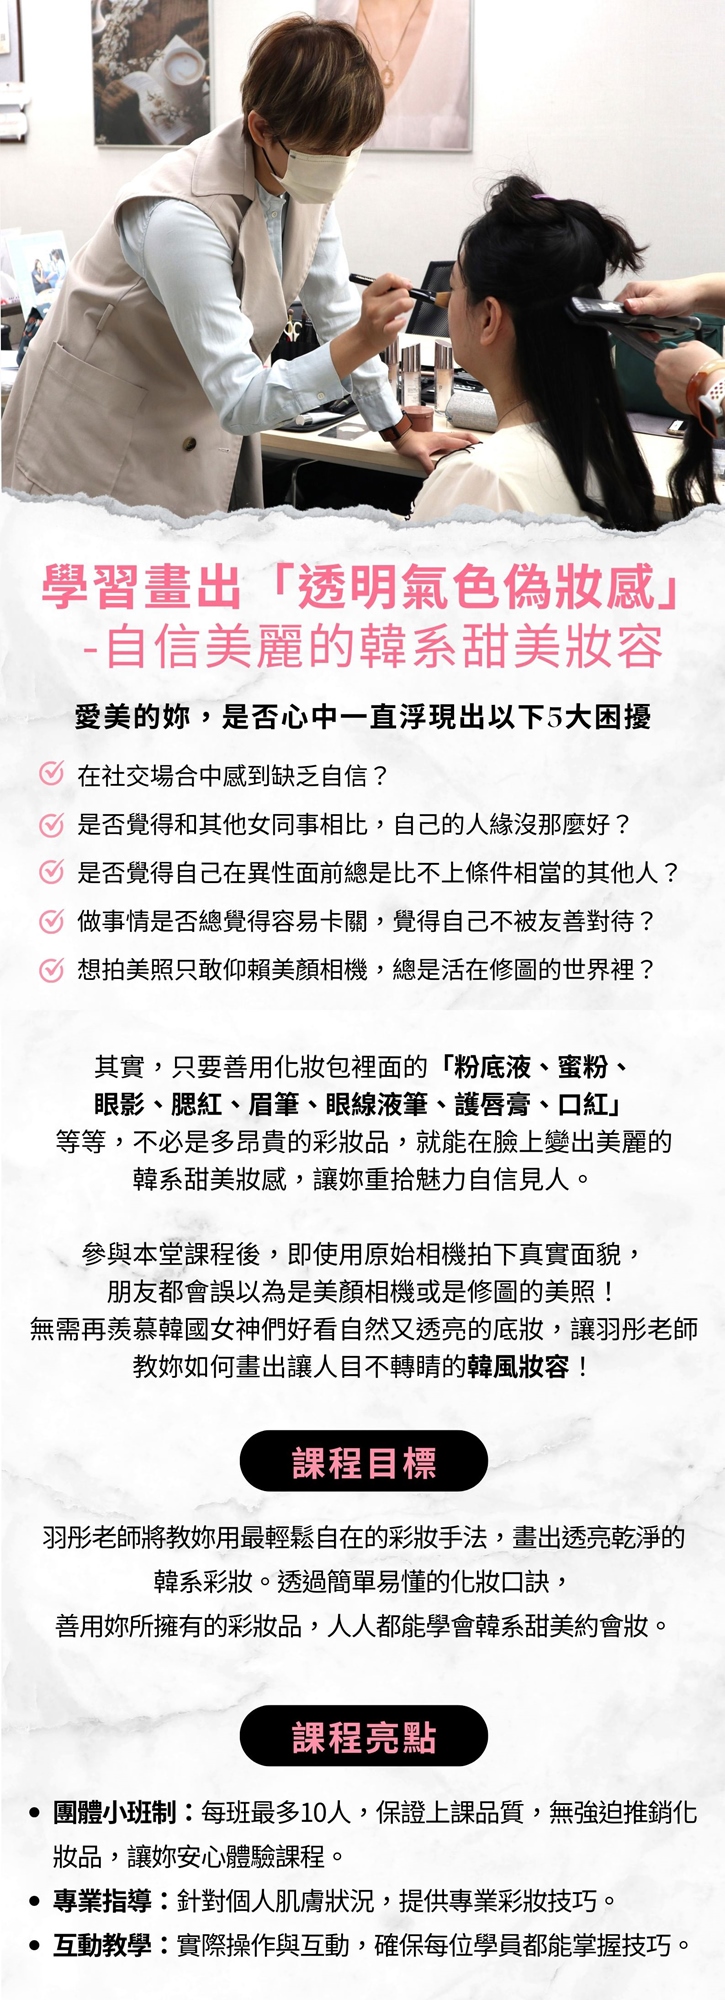 學習畫出「透明氣色偽妝感」
-自信美麗的韓系甜美妝容
愛美的妳，是否心中一直浮現出以下5大困擾
在社交場合中感到缺乏自信？
是否覺得和其他女同事相比，自己的人緣沒那麼好？
是否覺得自己在異性面前總是比不上條件相當的其他人？
做事情是否總覺得容易卡關，覺得自己不被友善對待？
想拍美照只敢仰賴美顏相機，總是活在修圖的世界裡？
其實，只要善用化妝包裡面的「粉底液、蜜粉、
眼影、腮紅、眉筆、眼線液筆、護唇膏、口紅」
等等，不必是多昂貴的彩妝品，就能在臉上變出美麗的
韓系甜美妝感，讓妳重拾魅力自信見人。
參與本堂課程後，即使用原始相機拍下真實面貌，
朋友都會誤以為是美顏相機或是修圖的美照！
無需再羨慕韓國女神們好看自然又透亮的底妝，讓羽彤老師
教妳如何畫出讓人目不轉睛的韓風妝容！
課程目標
羽彤老師將教妳用最輕鬆自在的彩妝手法，畫出透亮乾淨的
韓系彩妝。透過簡單易懂的化妝口訣，
善用妳所擁有的彩妝品，人人都能學會韓系甜美約會妝。
課程亮點
• 團體小班制：每班最多10人，保證上課品質，無強迫推銷化
妝品，讓妳安心體驗課程。
• 專業指導：針對個人肌膚狀況，提供專業彩妝技巧。
• 互動教學：實際操作與互動，確保每位學員都能掌握技巧。